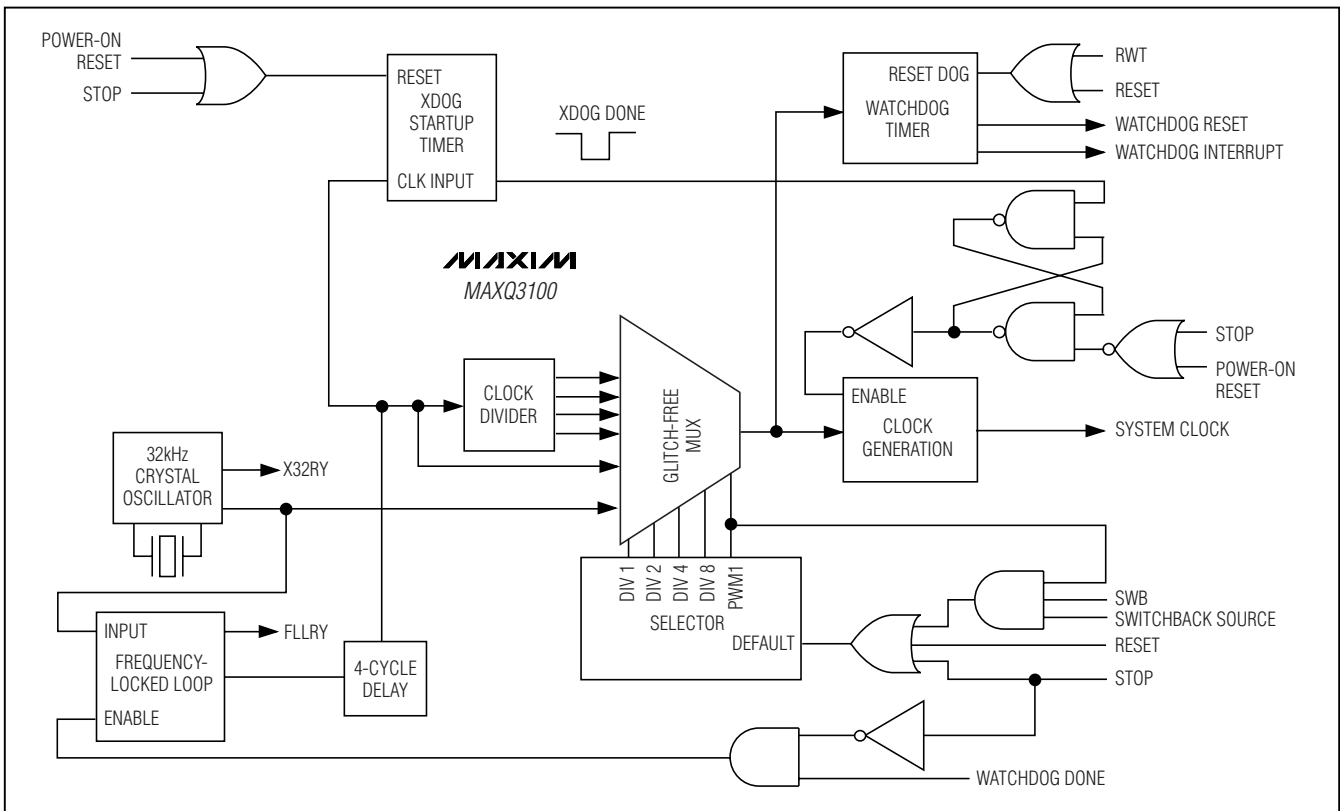 POWER-ON
RESET
STOP
RESET
XDOG
STARTUP
TIMER
CLK INPUT
XDOG DONE
RESET DOG
WATCHDOG
TIMER
RWT
RESET
WATCHDOG RESET
WATCHDOG INTERRUPT
MAXIM
MAXQ3100
CLOCK
DIVIDER
GLITCH-FREE
MUX
ENABLE
CLOCK
GENERATION
STOP
POWER-ON
RESET
SYSTEM CLOCK
32kHz
CRYSTAL
OSCILLATOR
X32RY
INPUT
FREQUENCY-
LOCKED LOOP
ENABLE
FLLRY
4-CYCLE
DELAY
DIV 1
DIV 2
DIV 4
DIV 8
PWM1
SELECTOR
DEFAULT
SWB
SWITCHBACK SOURCE
RESET
STOP
WATCHDOG DONE